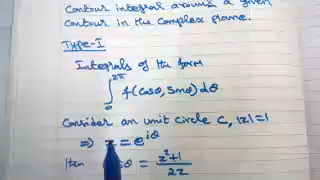 Contour integral around a given
contour in the complex plane.
Type-I
Integrals of the form
∫₀^2π f(cosθ, sinθ) dθ
Consider an unit circle C, |z|=1
⇒ z = e^iθ
θ = z²+1 / 2z